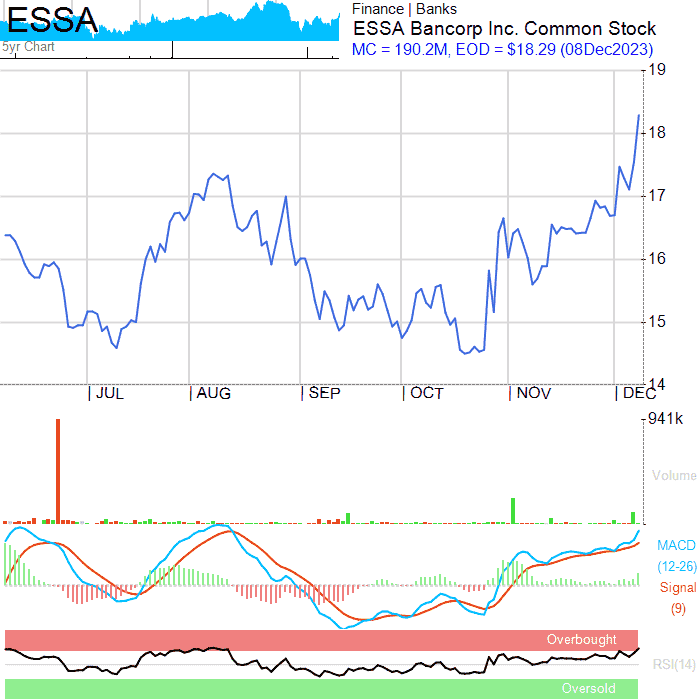 ESSA
5yr Chart
Finance | Banks
ESSA Bancorp Inc. Common Stock
MC = 190.2M, EOD = $18.29 (08Dec2023)
19
18
17
16
15
14
JUL AUG SEP OCT NOV DEC
941k
Volume
MACD
(12-26)
Signal
(9)
Overbought
RSI(14)
Oversold